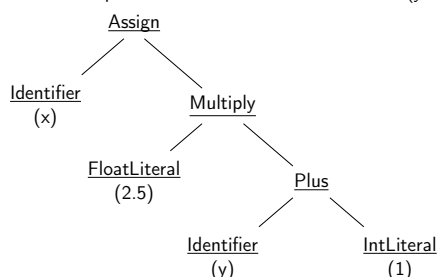 Assign
Identifier
(x)
Multiply
FloatLiteral
(2.5)
Plus
Identifier
(y)
IntLiteral
(1)